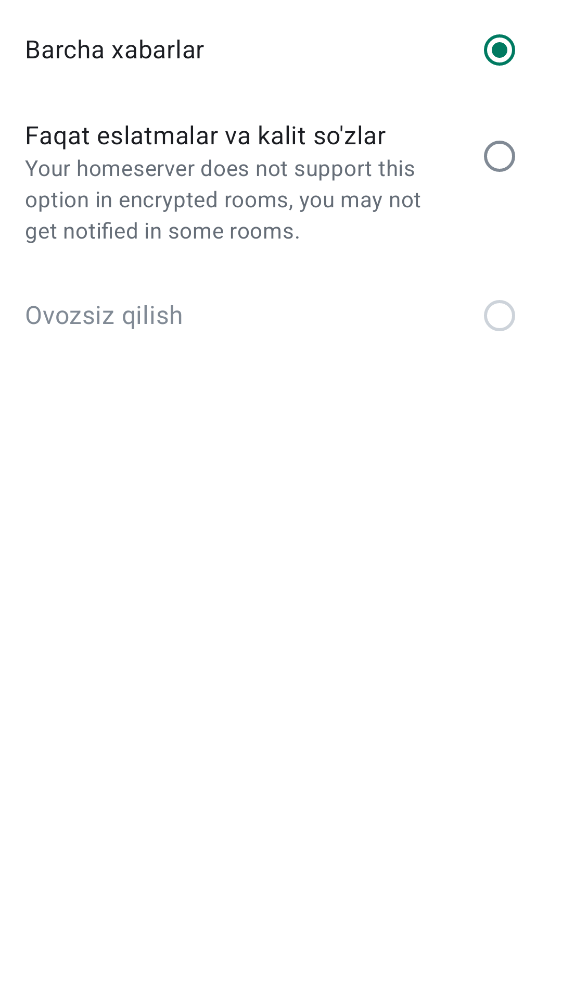 Barcha xabarlar
Faqat eslatmalar va kalit so'zlar
Your homeserver does not support this
option in encrypted rooms, you may not
get notified in some rooms.
Ovozsiz qilish